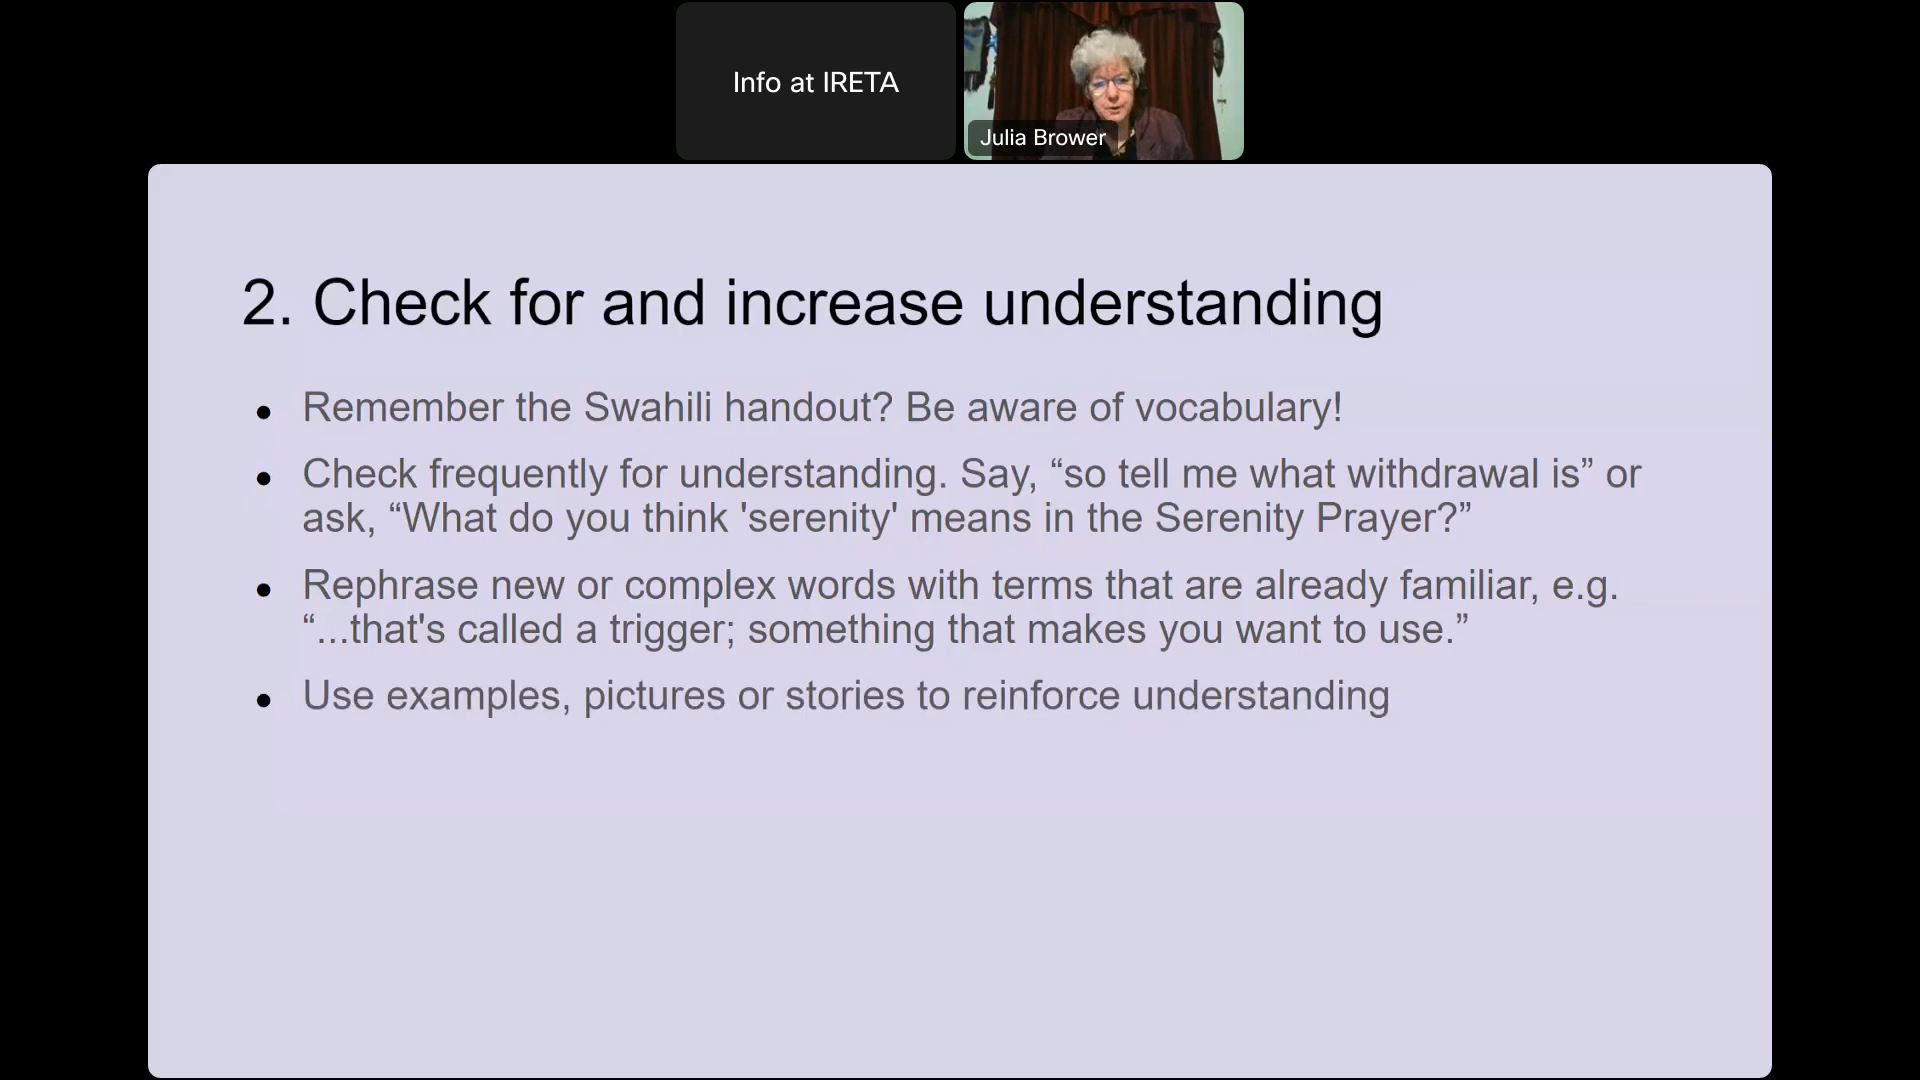 Info at IRETA
Julia Brower
2. Check for and increase understanding
● Remember the Swahili handout? Be aware of vocabulary!
● Check frequently for understanding. Say, “so tell me what withdrawal is” or
ask, “What do you think 'serenity' means in the Serenity Prayer?”
● Rephrase new or complex words with terms that are already familiar, e.g.
“...that's called a trigger; something that makes you want to use.”
● Use examples, pictures or stories to reinforce understanding